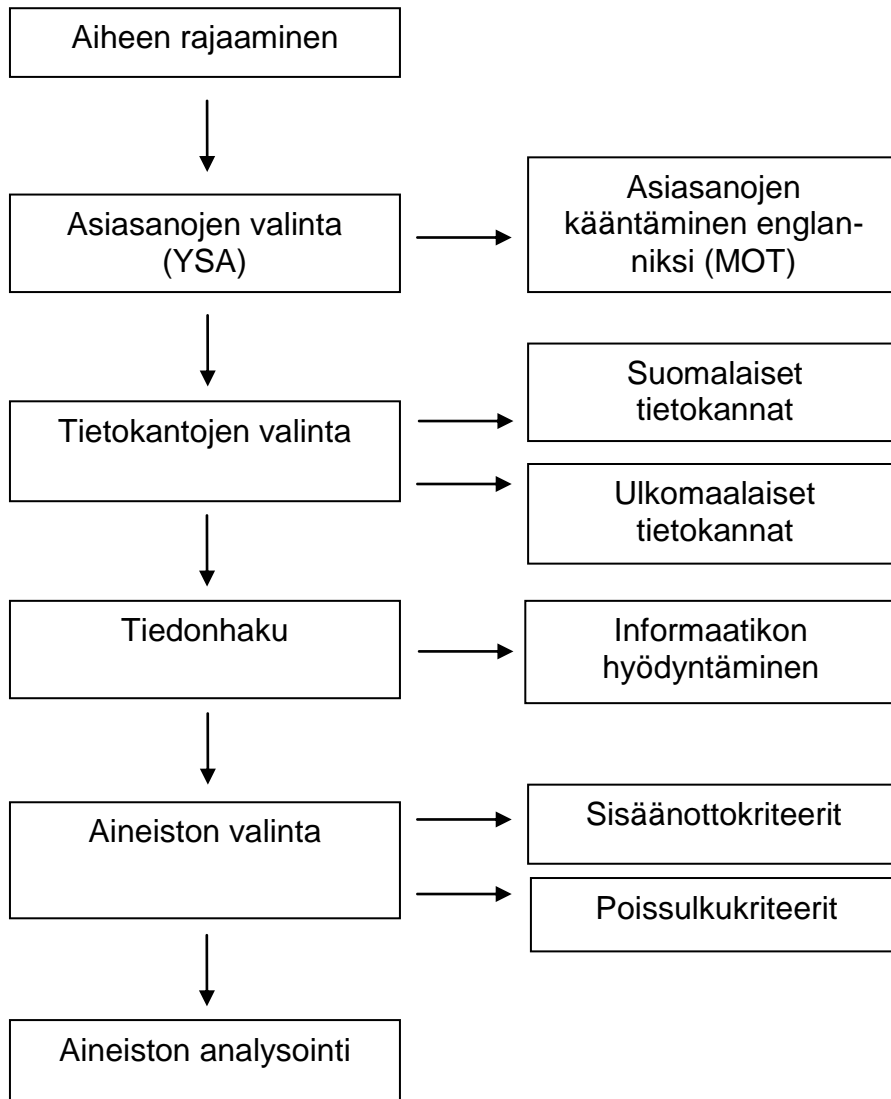 Aiheen rajaaminen
Asiasanojen valinta
(YSA)
Asiasanojen
kääntäminen englan-
niksi (MOT)
Tietokantojen valinta
Suomalaiset
tietokannat
Ulkomaalaiset
tietokannat
Tiedonhaku
Informaatikon
hyödyntäminen
Aineiston valinta
Sisäänottokriteerit
Poissulkukriteerit
Aineiston analysointi